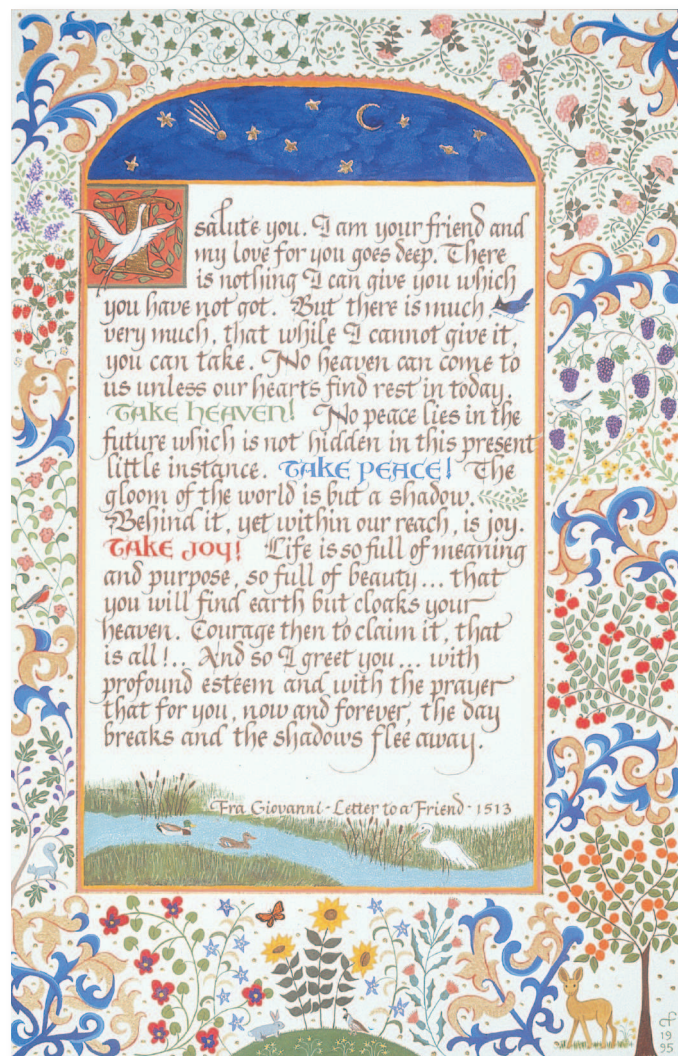 I salute you. I am your friend and
my love for you goes deep. There
is nothing I can give you which
you have not got. But there is much
very much, that while I cannot give it,
you can take. No heaven can come to
us unless our hearts find rest in today.
TAKE HEAVEN! No peace lies in the
future which is not hidden in this present
little instance. TAKE PEACE! The
gloom of the world is but a shadow.
Behind it, yet within our reach, is joy.
TAKE JOY! Life is so full of meaning
and purpose, so full of beauty... that
you will find earth but cloaks your
heaven. Courage then to claim it, that
is all!.. And so I greet you... with
profound esteem and with the prayer
that for you, now and forever, the day
breaks and the shadows flee away.
Fra Giovanni - Letter to a Friend - 1513
cf
19
95